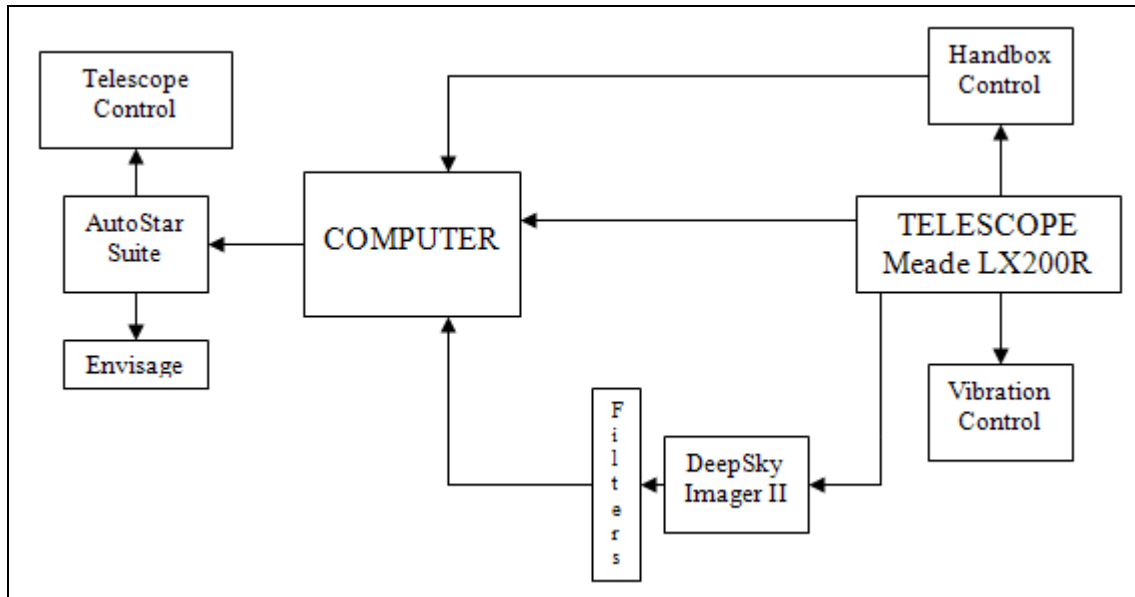 Telescope
Control
Handbox
Control
AutoStar
Suite
COMPUTER
TELESCOPE
Meade LX200R
Envisage
Vibration
Control
F
i
l
t
e
r
s
DeepSky
Imager II